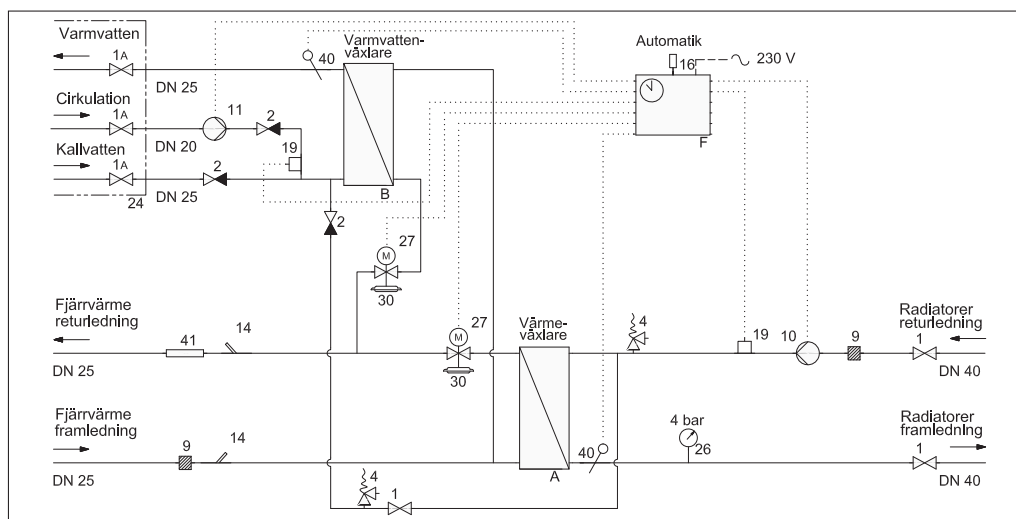 Varmvatten
1A
DN 25
40
Varmvatten-
växlare
Automatik
16
230 V
Cirkulation
1A
11
2
DN 20
19
F
Kallvatten
1A
2
24
DN 25
B
2
M
27
30
Fjärrvärme
returledning
41
14
DN 25
M
27
30
Värme-
växlare
4
19
10
9
1
Radiatorer
returledning
DN 40
Fjärrvärme
framledning
9
14
DN 25
A
40
4 bar
26
Radiatorer
framledning
1
DN 40
4
1